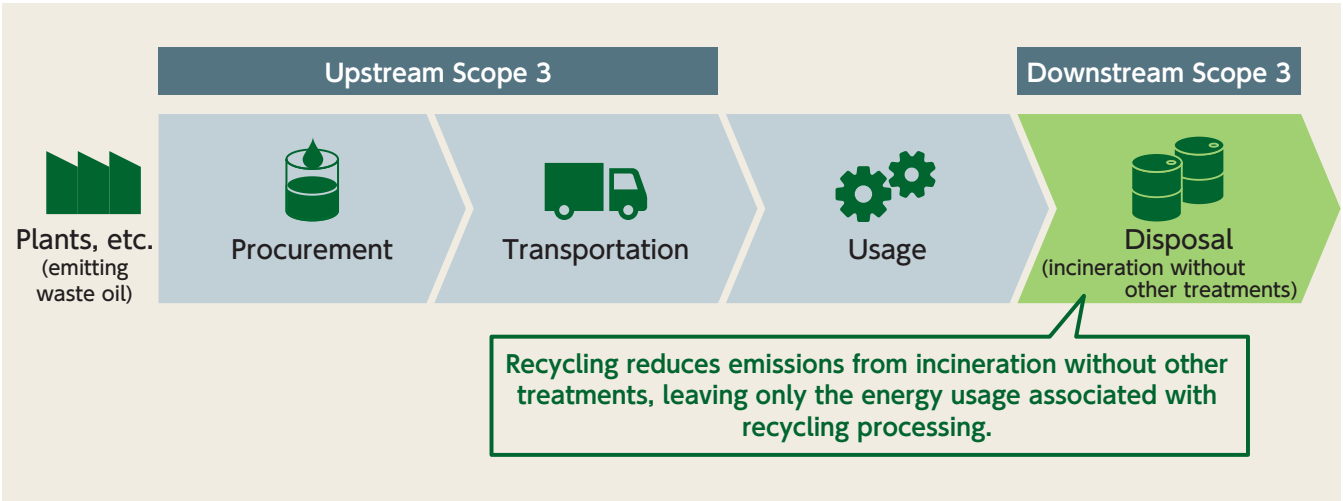 Upstream Scope 3
Downstream Scope 3
Plants, etc.
(emitting
waste oil)
Procurement
Transportation
Usage
Disposal
(incineration without
other treatments)
Recycling reduces emissions from incineration without other
treatments, leaving only the energy usage associated with
recycling processing.